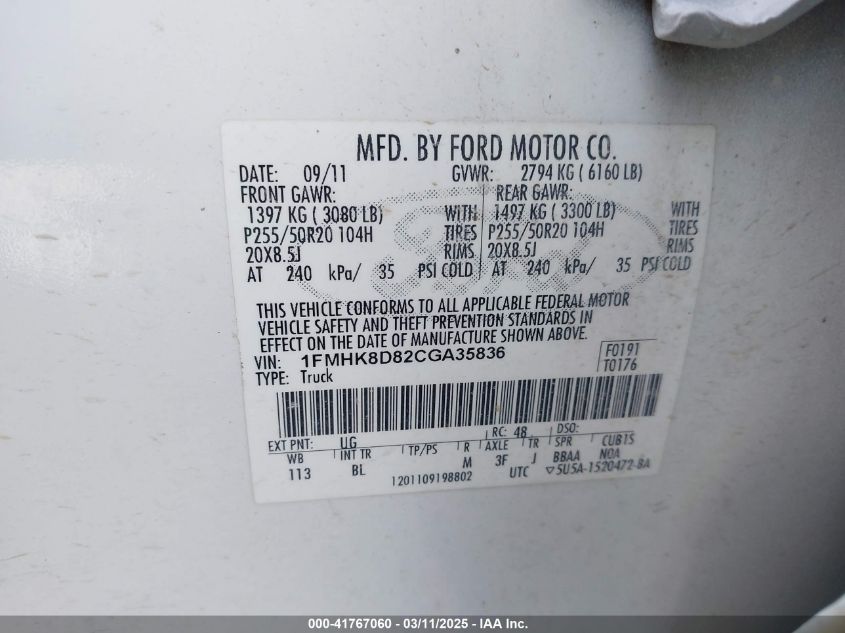 MFD. BY FORD MOTOR CO.
DATE: 09/11 GVWR: 2794 KG ( 6160 LB)
FRONT GAWR: REAR GAWR:
1397 KG ( 3080 LB) WITH 1497 KG ( 3300 LB) WITH
P255/50R20 104H TIRES P255/50R20 104H TIRES
20X8.5J RIMS 20X8.5J RIMS
AT 240 kPa/ 35 PSI COLD AT 240 kPa/ 35 PSI COLD
THIS VEHICLE CONFORMS TO ALL APPLICABLE FEDERAL MOTOR
VEHICLE SAFETY AND THEFT PREVENTION STANDARDS IN
EFFECT ON THE DATE OF MANUFACTURE SHOWN ABOVE.
VIN: 1FMHK8D82CGA35836 F0191
TYPE: Truck T0176
EXT PNT: UG RC: 48 DSO:
WB INT TR TP/PS R AXLE TR SPR CUBTS
113 BL M 3F J BBAA NOA
1201109198802 UTC ▽5U5A-1520472-BA
000-41767060 - 03/11/2025 - IAA Inc.